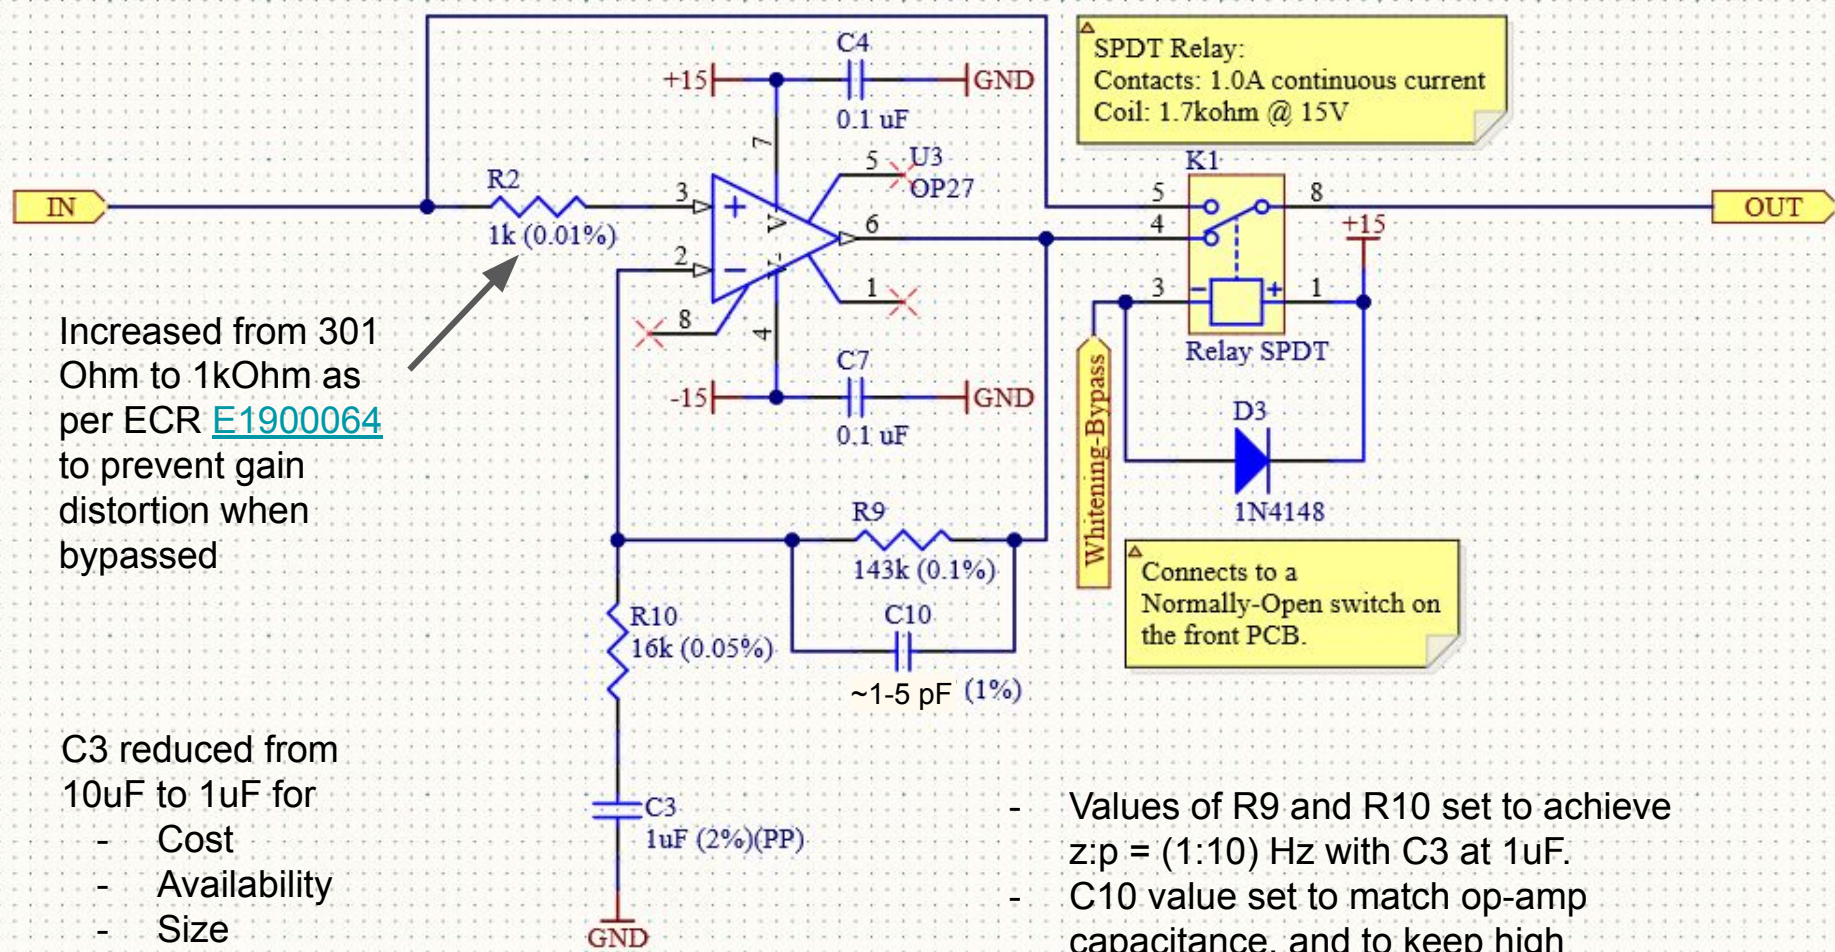 C4
+15
GND
0.1 uF
SPDT Relay:
Contacts: 1.0A continuous current
Coil: 1.7kohm @ 15V
7
5
U3
OP27
K1
IN
R2
1k (0.01%)
3
+
V
6
5
4
8
+15
OUT
2
−
1
8
4
3
-
+
1
Relay SPDT
Increased from 301
Ohm to 1kOhm as
per ECR E1900064
to prevent gain
distortion when
bypassed
C7
-15
GND
0.1 uF
Whitening-Bypass
D3
1N4148
R9
143k (0.1%)
C10
~1-5 pF (1%)
Connects to a
Normally-Open switch on
the front PCB.
R10
16k (0.05%)
C3 reduced from
10uF to 1uF for
- Cost
- Availability
- Size
C3
1uF (2%)(PP)
GND
- Values of R9 and R10 set to achieve
z:p = (1:10) Hz with C3 at 1uF.
- C10 value set to match op-amp
capacitance, and to keep high